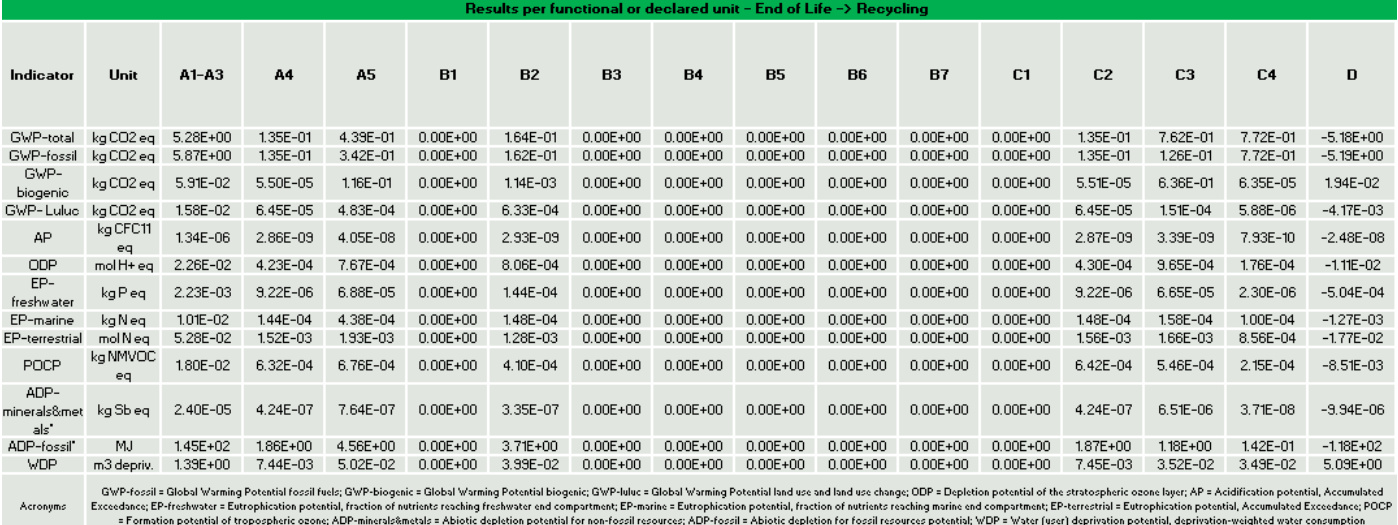 Results per functional or declared unit - End of Life -> Recycling
Indicator Unit A1-A3 A4 A5 B1 B2 B3 B4 B5 B6 B7 C1 C2 C3 C4 D
GWP-total kg CO2 eq 5.28E+00 1.35E-01 4.39E-01 0.00E+00 1.64E-01 0.00E+00 0.00E+00 0.00E+00 0.00E+00 0.00E+00 0.00E+00 1.35E-01 7.62E-01 7.72E-01 -5.18E+00
GWP-fossil kg CO2 eq 5.87E+00 1.35E-01 3.42E-01 0.00E+00 1.62E-01 0.00E+00 0.00E+00 0.00E+00 0.00E+00 0.00E+00 0.00E+00 1.35E-01 1.26E-01 7.72E-01 -5.19E+00
GWP-
biogenic kg CO2 eq 5.91E-02 5.50E-05 1.16E-01 0.00E+00 1.14E-03 0.00E+00 0.00E+00 0.00E+00 0.00E+00 0.00E+00 0.00E+00 5.51E-05 6.36E-01 6.35E-05 1.94E-02
GWP-Luluc kg CO2 eq 1.58E-02 6.45E-05 4.83E-04 0.00E+00 6.33E-04 0.00E+00 0.00E+00 0.00E+00 0.00E+00 0.00E+00 0.00E+00 6.45E-05 1.51E-04 5.88E-06 -4.17E-03
AP kg CFC11
eq 1.34E-06 2.86E-09 4.05E-08 0.00E+00 2.93E-09 0.00E+00 0.00E+00 0.00E+00 0.00E+00 0.00E+00 0.00E+00 2.87E-09 3.39E-09 7.93E-10 -2.48E-08
ODP mol H+ eq 2.26E-02 4.23E-04 7.67E-04 0.00E+00 8.06E-04 0.00E+00 0.00E+00 0.00E+00 0.00E+00 0.00E+00 0.00E+00 4.30E-04 9.65E-04 1.76E-04 -1.11E-02
EP-
freshwater kg P eq 2.23E-03 9.22E-06 6.88E-05 0.00E+00 1.44E-04 0.00E+00 0.00E+00 0.00E+00 0.00E+00 0.00E+00 0.00E+00 9.22E-06 6.65E-05 2.30E-06 -5.04E-04
EP-marine kg N eq 1.01E-02 1.44E-04 4.38E-04 0.00E+00 1.48E-04 0.00E+00 0.00E+00 0.00E+00 0.00E+00 0.00E+00 0.00E+00 1.48E-04 1.58E-04 1.00E-04 -1.27E-03
EP-terrestrial mol N eq 5.28E-02 1.52E-03 1.93E-03 0.00E+00 1.28E-03 0.00E+00 0.00E+00 0.00E+00 0.00E+00 0.00E+00 0.00E+00 1.56E-03 1.66E-03 8.56E-04 -1.77E-02
POCP kg NMVOC
eq 1.80E-02 6.32E-04 6.76E-04 0.00E+00 4.10E-04 0.00E+00 0.00E+00 0.00E+00 0.00E+00 0.00E+00 0.00E+00 6.42E-04 5.46E-04 2.15E-04 -8.51E-03
ADP-
minerals&met
als* kg Sb eq 2.40E-05 4.24E-07 7.64E-07 0.00E+00 3.35E-07 0.00E+00 0.00E+00 0.00E+00 0.00E+00 0.00E+00 0.00E+00 4.24E-07 6.51E-06 3.71E-08 -9.94E-06
ADP-fossil* MJ 1.45E+02 1.86E+00 4.56E+00 0.00E+00 3.71E+00 0.00E+00 0.00E+00 0.00E+00 0.00E+00 0.00E+00 0.00E+00 1.87E+00 1.18E+00 1.42E-01 -1.18E+02
WDP m3 depriv. 1.39E+00 7.44E-03 5.02E-02 0.00E+00 3.99E-02 0.00E+00 0.00E+00 0.00E+00 0.00E+00 0.00E+00 0.00E+00 7.45E-03 3.52E-02 3.49E-02 5.09E+00
Acronyms GWP-fossil = Global Warming Potential fossil fuels; GWP-biogenic = Global Warming Potential biogenic; GWP-luluc = Global Warming Potential land use and land use change; ODP = Depletion potential of the stratospheric ozone layer; AP = Acidification potential, Accumulated
Exceedance; EP-freshwater = Eutrophication potential, fraction of nutrients reaching freshwater end compartment; EP-marine = Eutrophication potential, fraction of nutrients reaching marine end compartment; EP-terrestrial = Eutrophication potential, Accumulated Exceedance; POCP
= Formation potential of tropospheric ozone; ADP-minerals&metals = Abiotic depletion potential for non-fossil resources; ADP-fossil = Abiotic depletion for fossil resources potential; WDP = Water (user) deprivation potential, deprivation-weighted water consumption